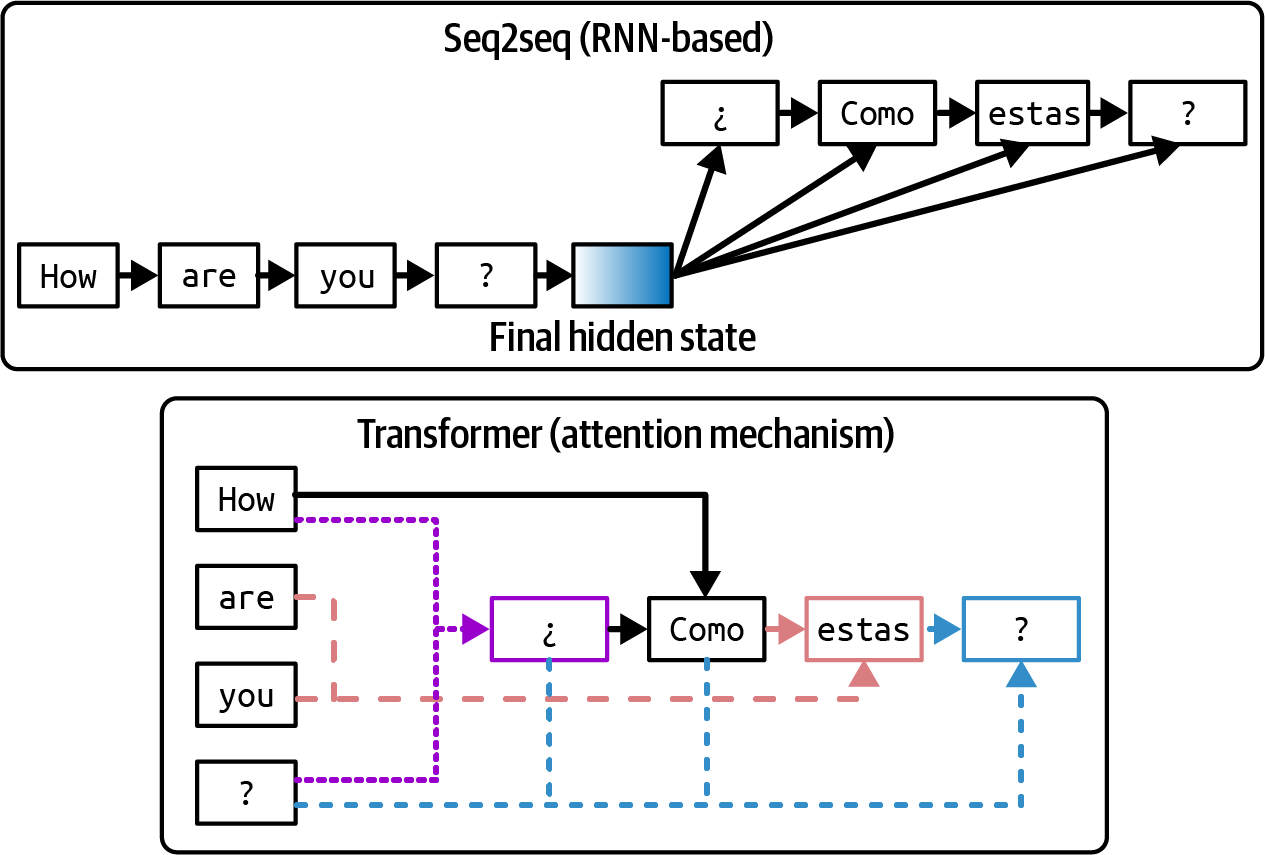 Seq2seq (RNN-based)
¿ Como estas ?
How are you ?
Final hidden state
Transformer (attention mechanism)
How
are
¿ Como estas ?
you
?